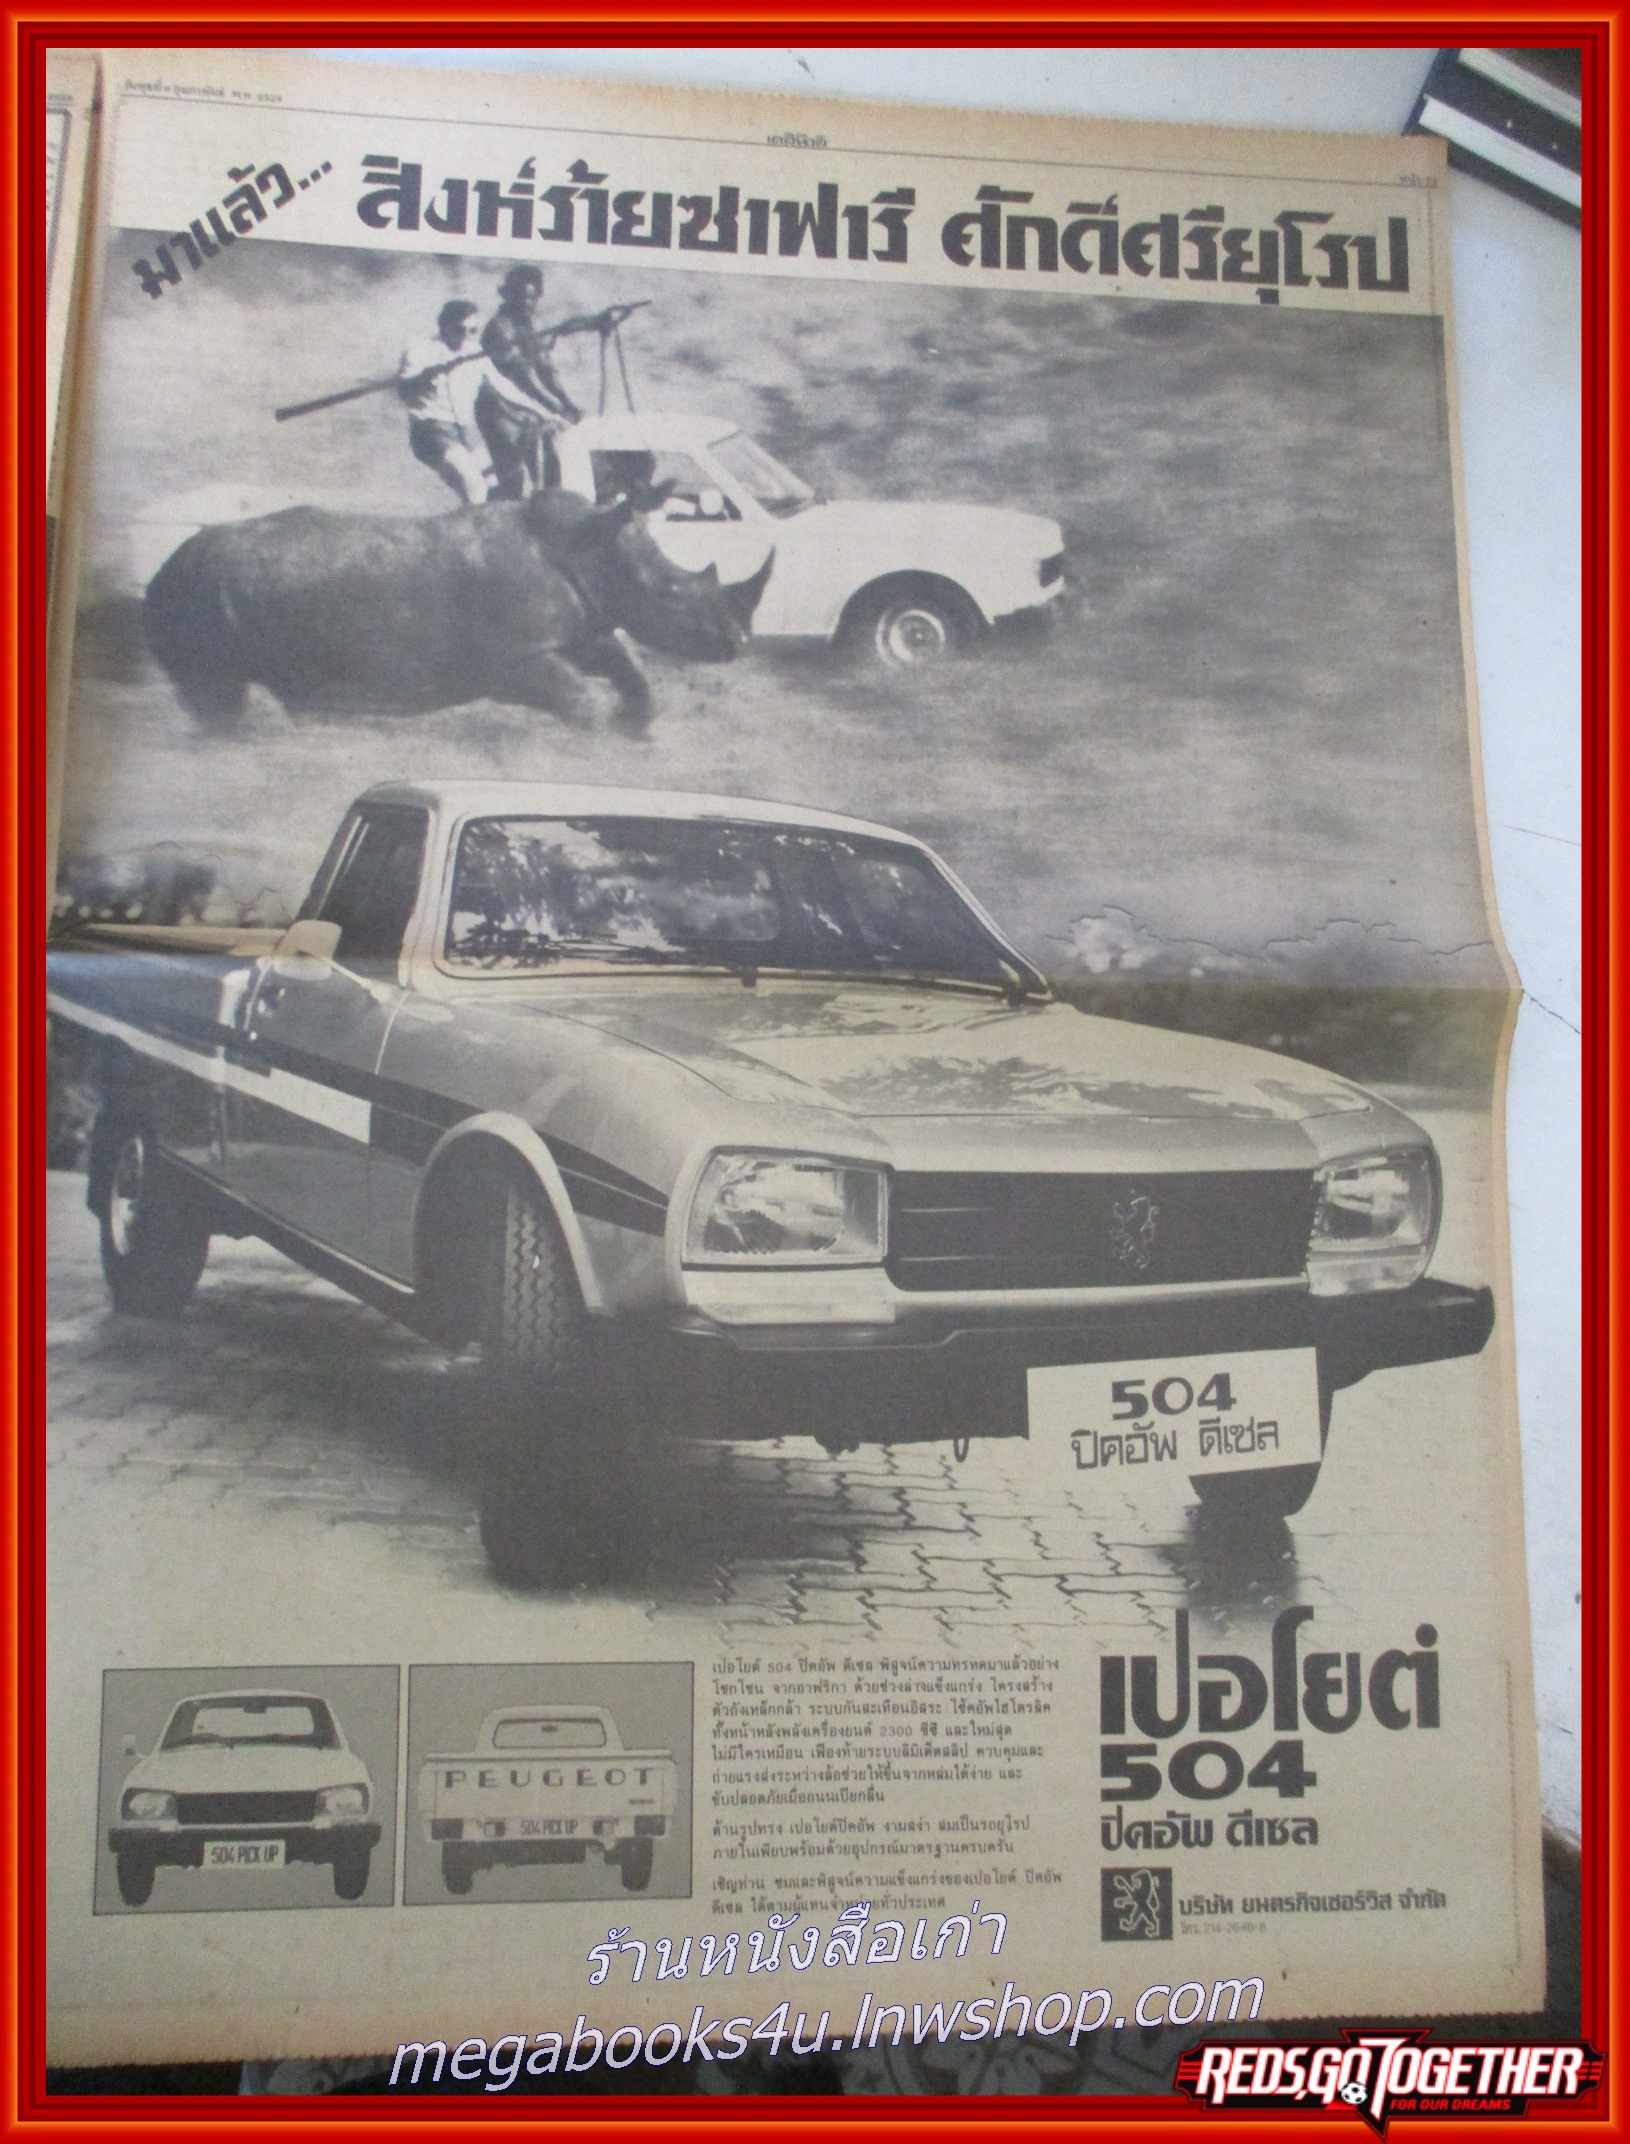 เดลินิวส์
มาแล้ว...
สิงห์ร้ายซาฟารี ศักดิ์ศรียุโรป
504
ปิคอัพ ดีเซล
504 PICK UP
PEUGEOT
504 PICK UP
เปอโยต์ 504 ปิคอัพ ดีเซล พิสูจน์ความทรหดมาแล้วอย่าง
โชกโชน จากอาฟริกา ด้วยช่วงล่างแข็งแกร่ง โครงสร้าง
ตัวถังเหล็กกล้า ระบบกันสะเทือนอิสระ โช้คอัพไฮโดรลิค
ทั้งหน้าหลังพลังเครื่องยนต์ 2300 ซีซี และใหม่สุด
ไม่มีใครเหมือน เฟืองท้ายระบบลิมิเต็ดสลิป ควบคุมและ
ถ่ายแรงส่งระหว่างล้อช่วยให้ขึ้นจากหล่มได้ง่าย และ
ขับปลอดภัยเมื่อถนนเปียกลื่น
ด้านรูปทรง เปอโยต์ปิคอัพ งามสง่า สมเป็นรถยุโรป
ภายในเพียบพร้อมด้วยอุปกรณ์มาตรฐานครบครัน
เชิญท่าน ชมและพิสูจน์ความแข็งแกร่งของเปอโยต์ ปิคอัพ
ดีเซล ได้ตามผู้แทนจำหน่ายทั่วประเทศ
เปอโยต์
504
ปิคอัพ ดีเซล
บริษัท ยนตรกิจเซอร์วิส จำกัด
โทร. 214-2646-8
ร้านหนังสือเก่า
megabooks4u.lnwshop.com
REDS,GO TOGETHER
FOR OUR DREAMS